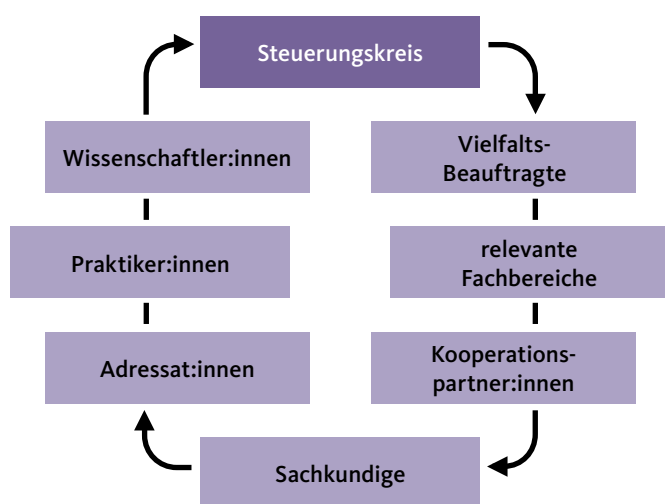 Steuerungskreis
Vielfalts-
Beauftragte
relevante
Fachbereiche
Kooperations-
partner:innen
Sachkundige
Adressat:innen
Praktiker:innen
Wissenschaftler:innen